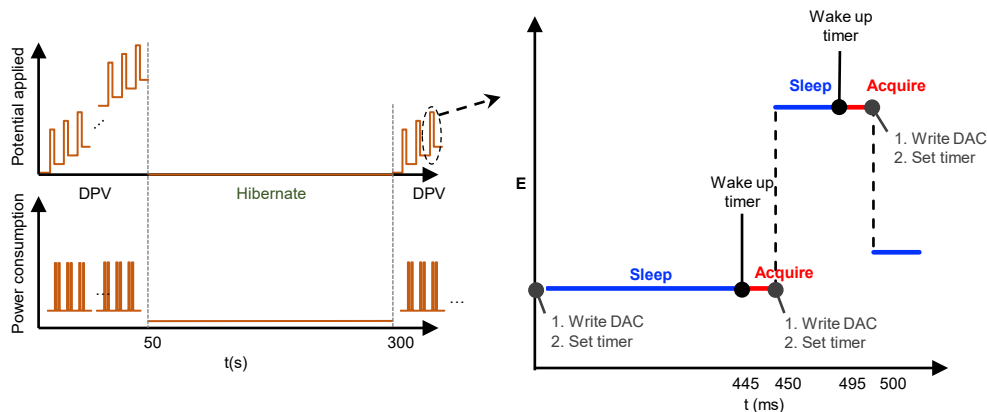 Potential applied
...
DPV
Hibernate
DPV
Power consumption
...
...
50
300
t(s)
E
Wake up
timer
Sleep
Acquire
1. Write DAC
2. Set timer
Wake up
timer
Sleep
Acquire
1. Write DAC
2. Set timer
1. Write DAC
2. Set timer
445 450 495 500
t (ms)